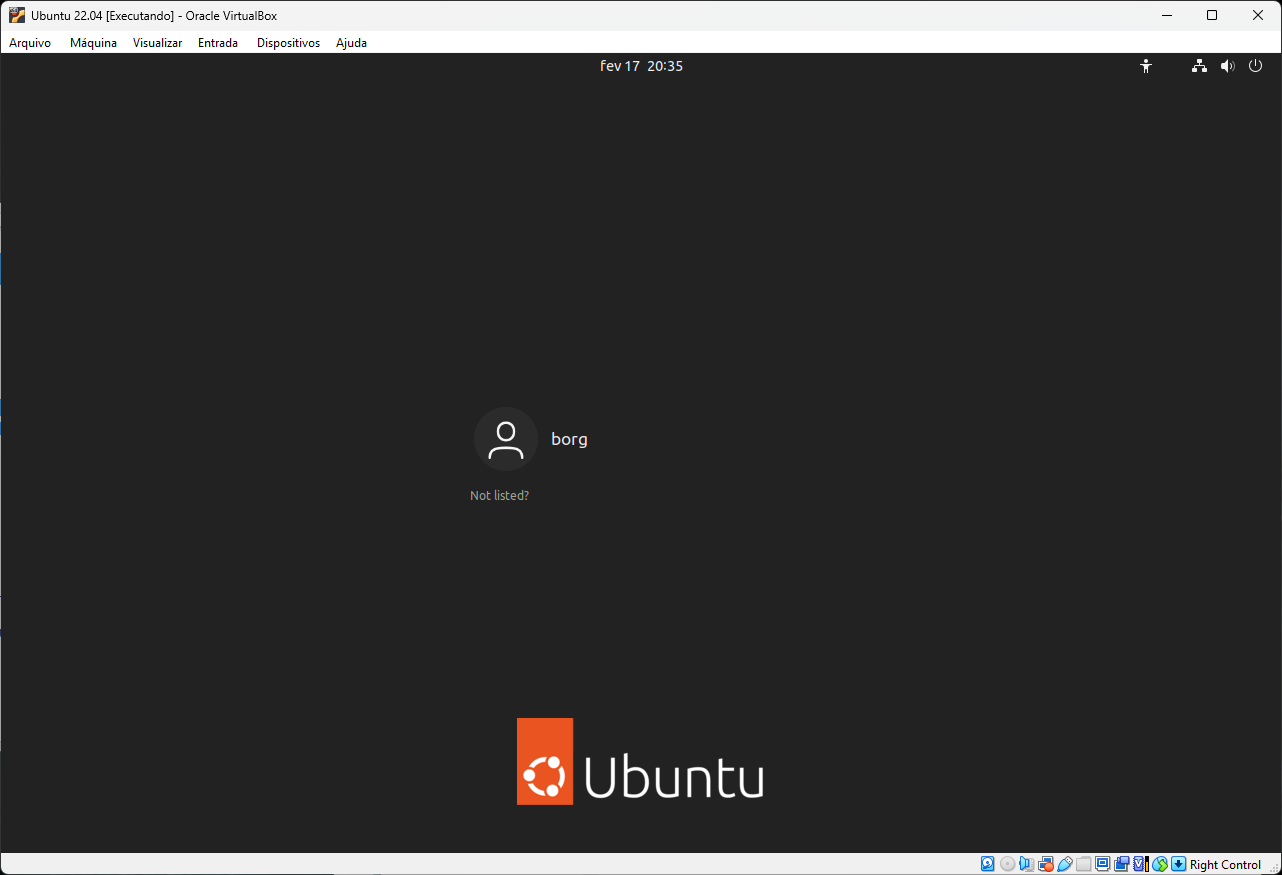 Ubuntu 22.04 [Executando] - Oracle VirtualBox
Arquivo Máquina Visualizar Entrada Dispositivos Ajuda
fev 17 20:35
borg
Not listed?
Ubuntu
Right Control